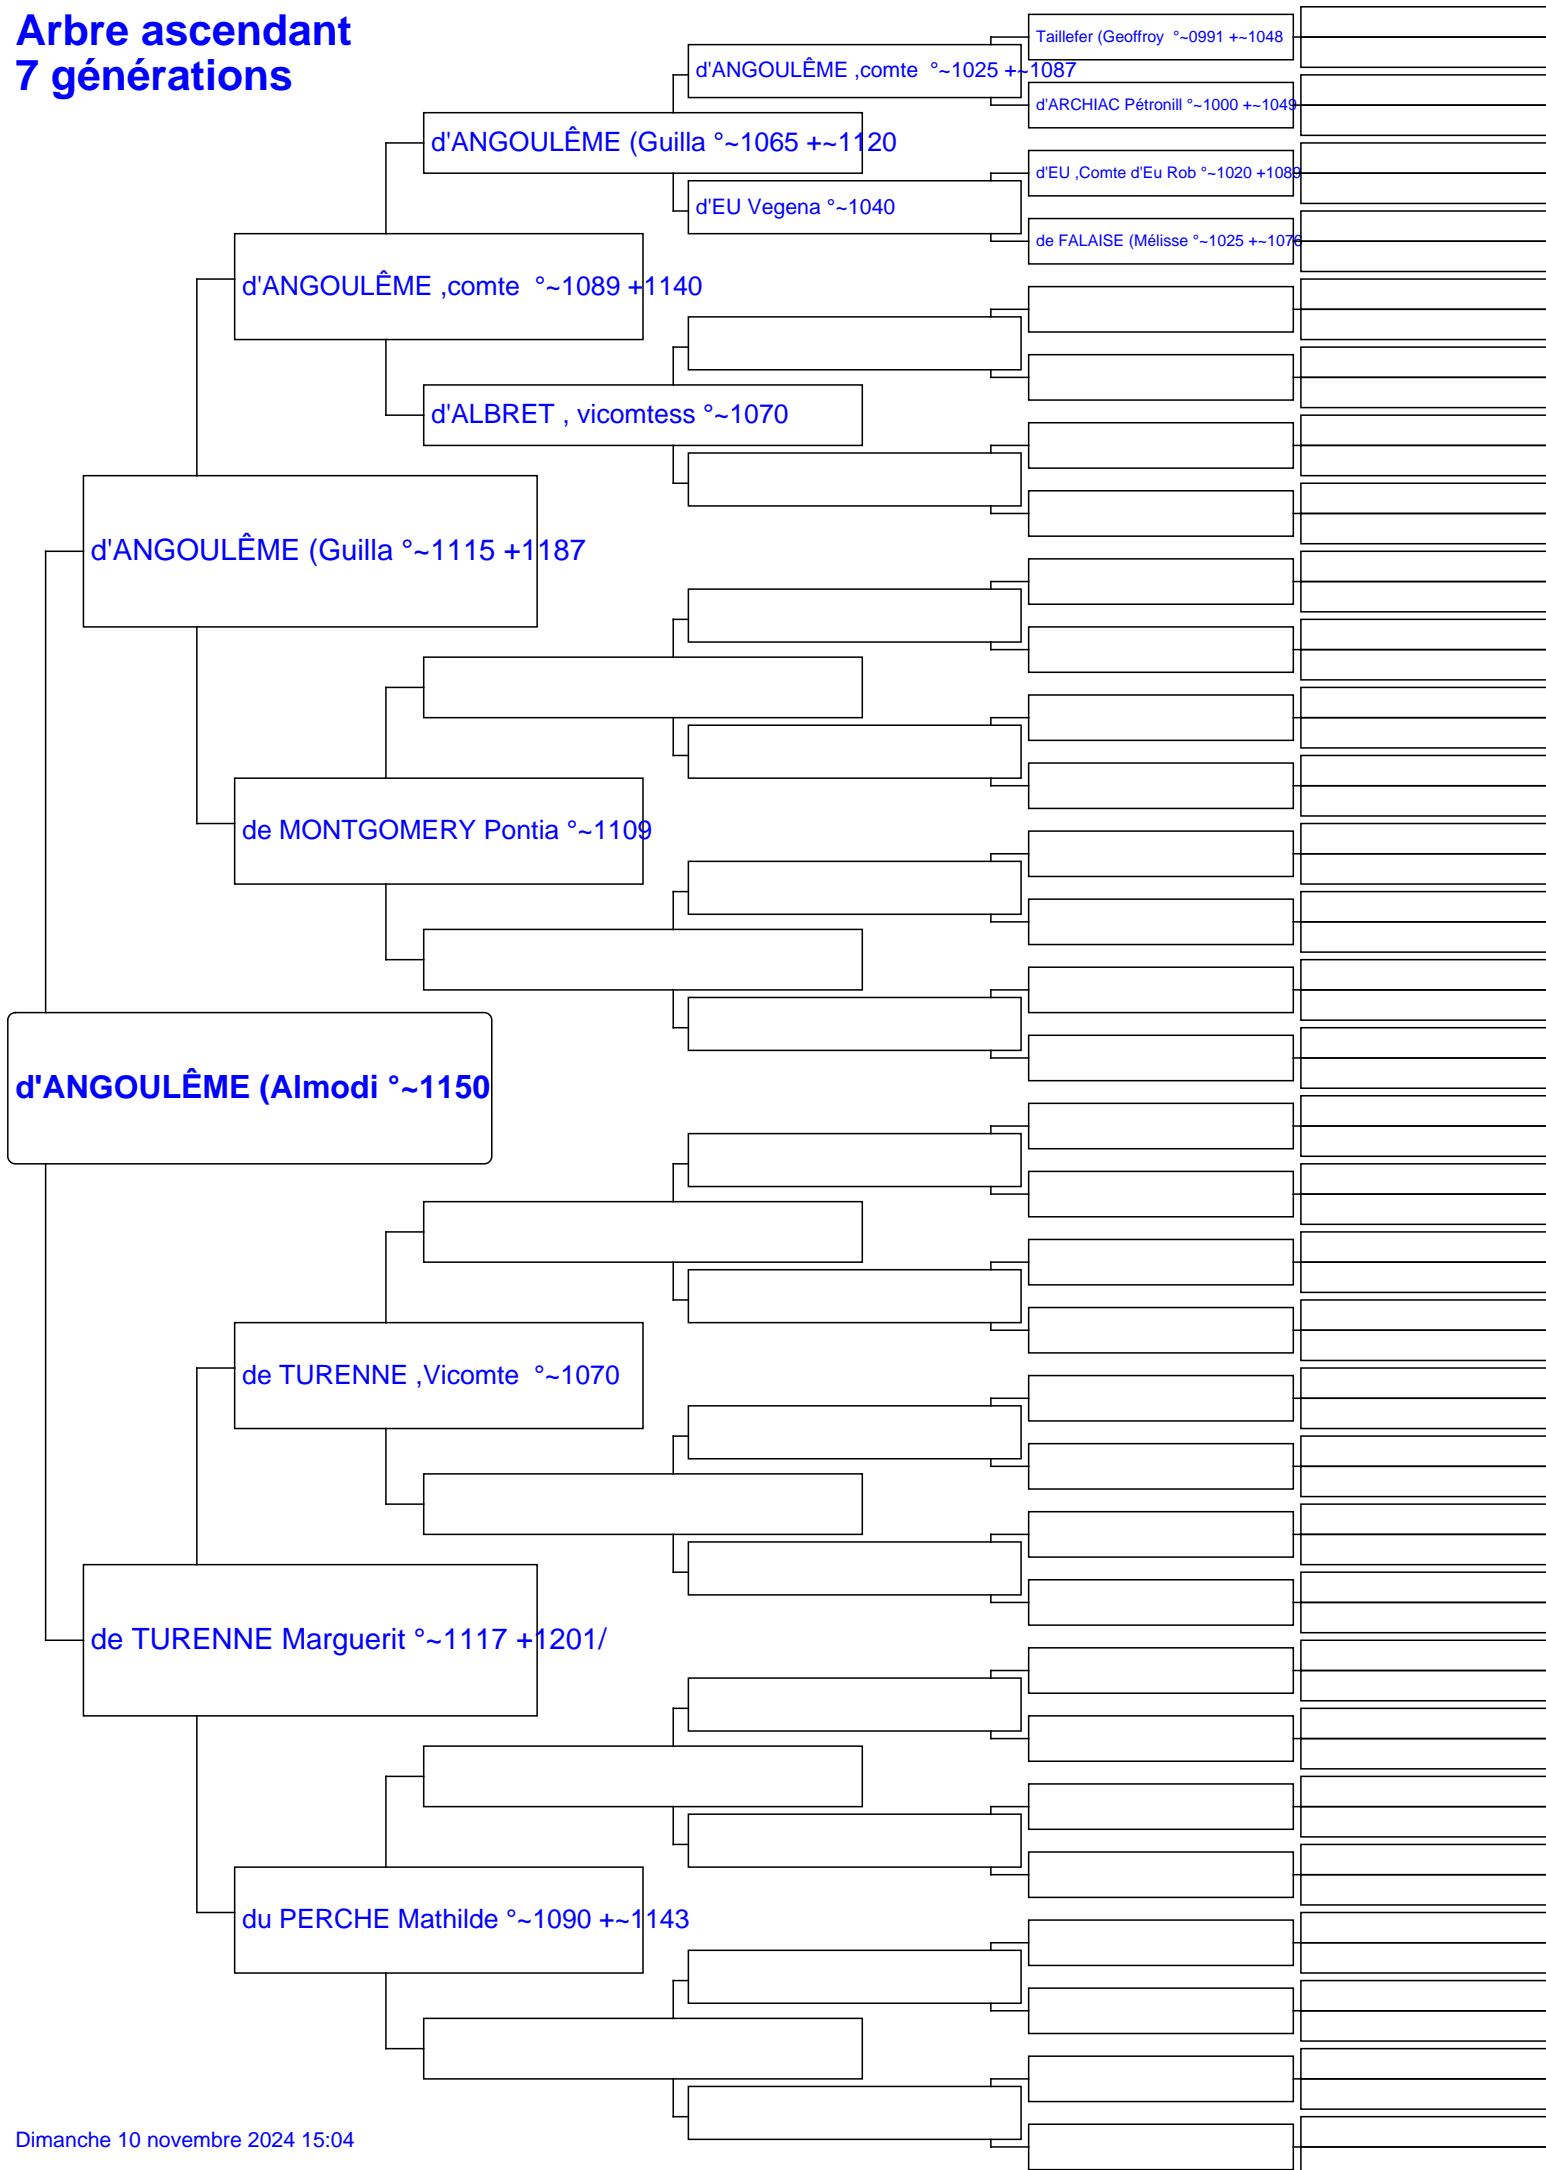 Arbre ascendant
7 générations
Taillefer (Geoffroy  °~0991 +~1048
d'ANGOULÊME ,comte  °~1025 +~1087
d'ARCHIAC Pétronill °~1000 +~1049
d'ANGOULÊME (Guilla °~1065 +~1120
d'EU ,Comte d'Eu Rob °~1020 +1089
d'EU Vegena °~1040
de FALAISE (Mélisse °~1025 +~1076
d'ANGOULÊME ,comte  °~1089 +1140
d'ALBRET , vicomtess °~1070
d'ANGOULÊME (Guilla °~1115 +1187
de MONTGOMERY Pontia °~1109
d'ANGOULÊME (Almodi °~1150
de TURENNE ,Vicomte  °~1070
de TURENNE Marguerit °~1117 +1201/
du PERCHE Mathilde °~1090 +~1143
Dimanche 10 novembre 2024 15:04